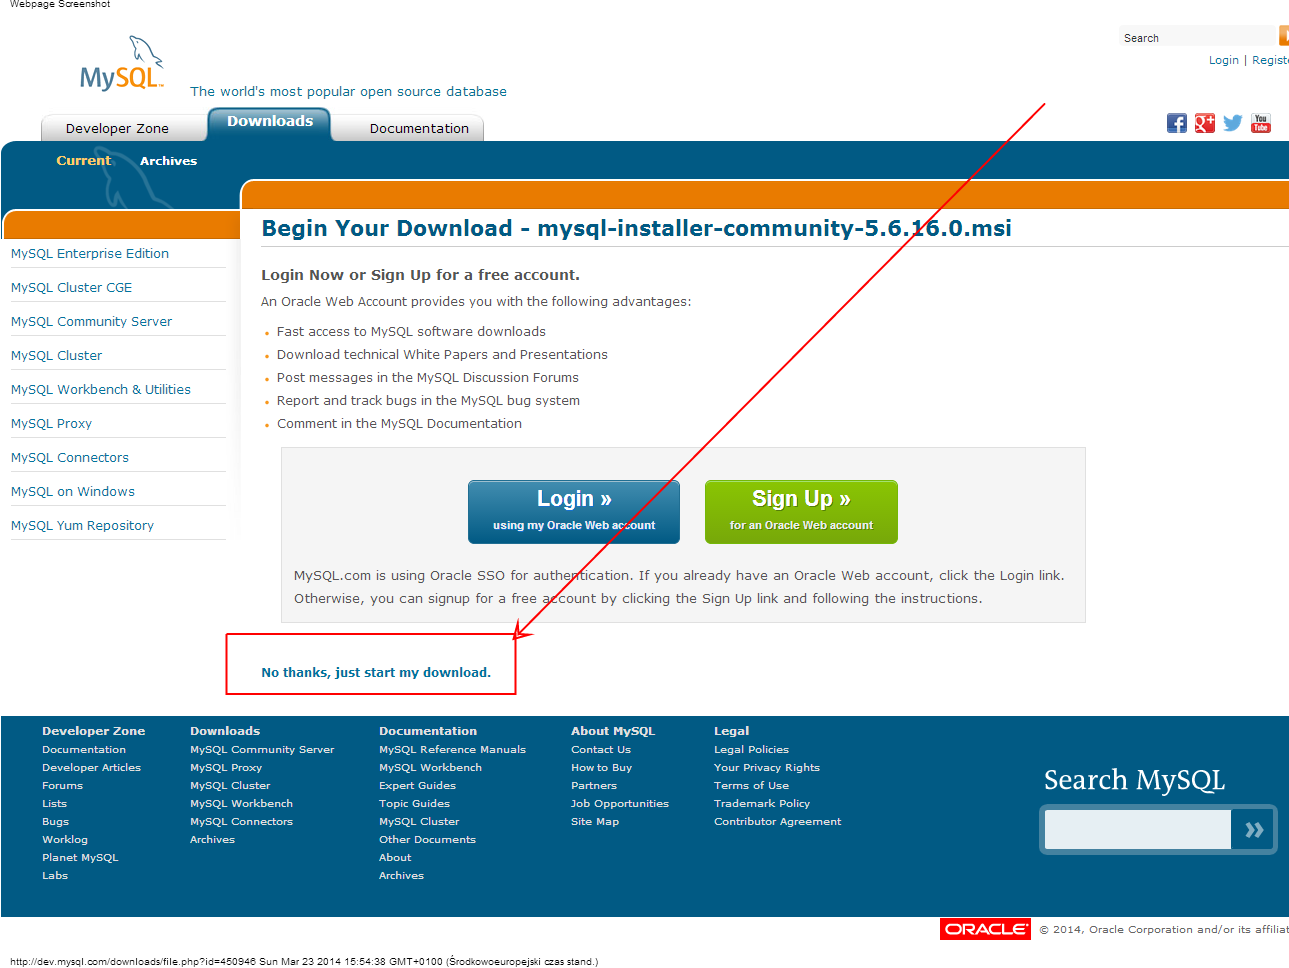 Webpage Screenshot
Search
Login | Registe
MySQL™
The world's most popular open source database
Developer Zone
Downloads
Documentation
You
Tube
Current
Archives
Begin Your Download - mysql-installer-community-5.6.16.0.msi
MySQL Enterprise Edition
MySQL Cluster CGE
MySQL Community Server
MySQL Cluster
MySQL Workbench & Utilities
MySQL Proxy
MySQL Connectors
MySQL on Windows
MySQL Yum Repository
Login Now or Sign Up for a free account.
An Oracle Web Account provides you with the following advantages:
Fast access to MySQL software downloads
Download technical White Papers and Presentations
Post messages in the MySQL Discussion Forums
Report and track bugs in the MySQL bug system
Comment in the MySQL Documentation
Login »
using my Oracle Web account
Sign Up »
for an Oracle Web account
MySQL.com is using Oracle SSO for authentication. If you already have an Oracle Web account, click the Login link.
Otherwise, you can signup for a free account by clicking the Sign Up link and following the instructions.
No thanks, just start my download.
Developer Zone
Documentation
Developer Articles
Forums
Lists
Bugs
Worklog
Planet MySQL
Labs
Downloads
MySQL Community Server
MySQL Proxy
MySQL Cluster
MySQL Workbench
MySQL Connectors
Archives
Documentation
MySQL Reference Manuals
MySQL Workbench
Expert Guides
Topic Guides
MySQL Cluster
Other Documents
About
Archives
About MySQL
Contact Us
How to Buy
Partners
Job Opportunities
Site Map
Legal
Legal Policies
Your Privacy Rights
Terms of Use
Trademark Policy
Contributor Agreement
Search MySQL
ORACLE
© 2014, Oracle Corporation and/or its affiliat
http://dev.mysql.com/downloads/file.php?id=450946 Sun Mar 23 2014 15:54:38 GMT+0100 (Środkowoeuropejski czas stand.)